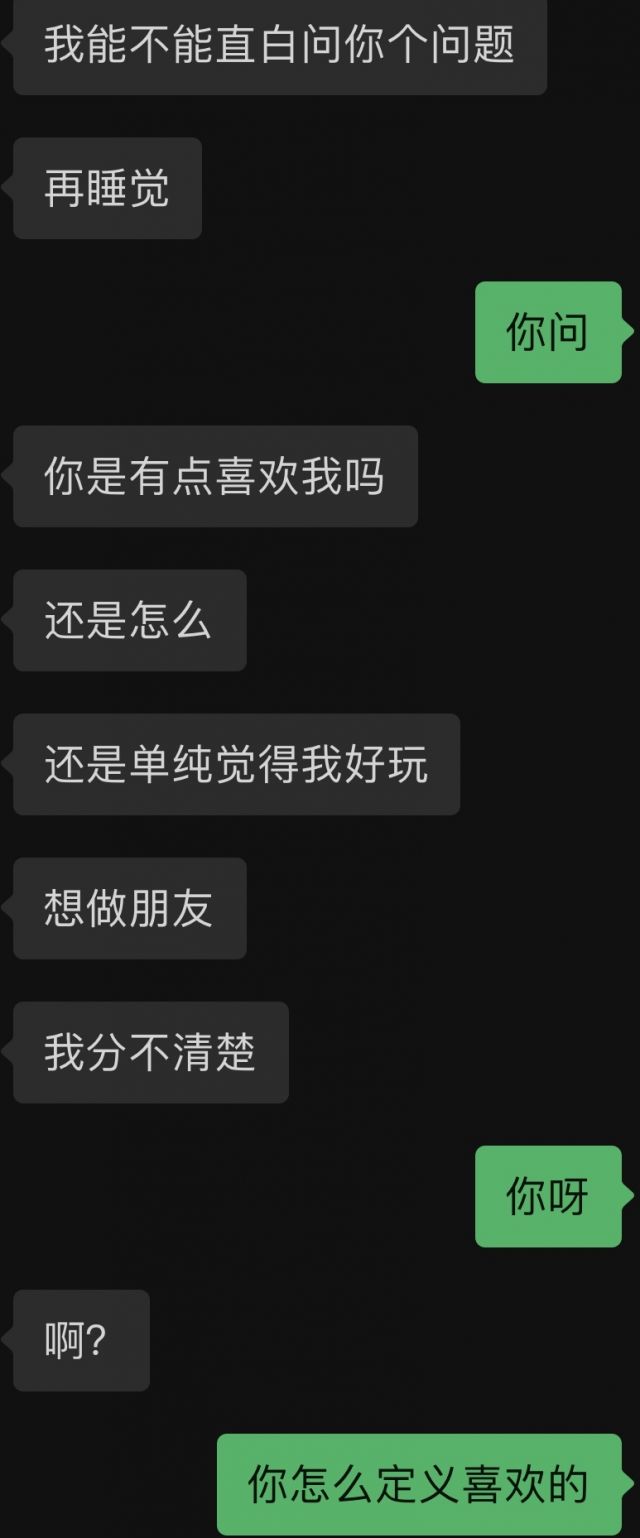 我能不能直白问你个问题
再睡觉
你问
你是有点喜欢我吗
还是怎么
还是单纯觉得我好玩
想做朋友
我分不清楚
你呀
啊?
你怎么定义喜欢的